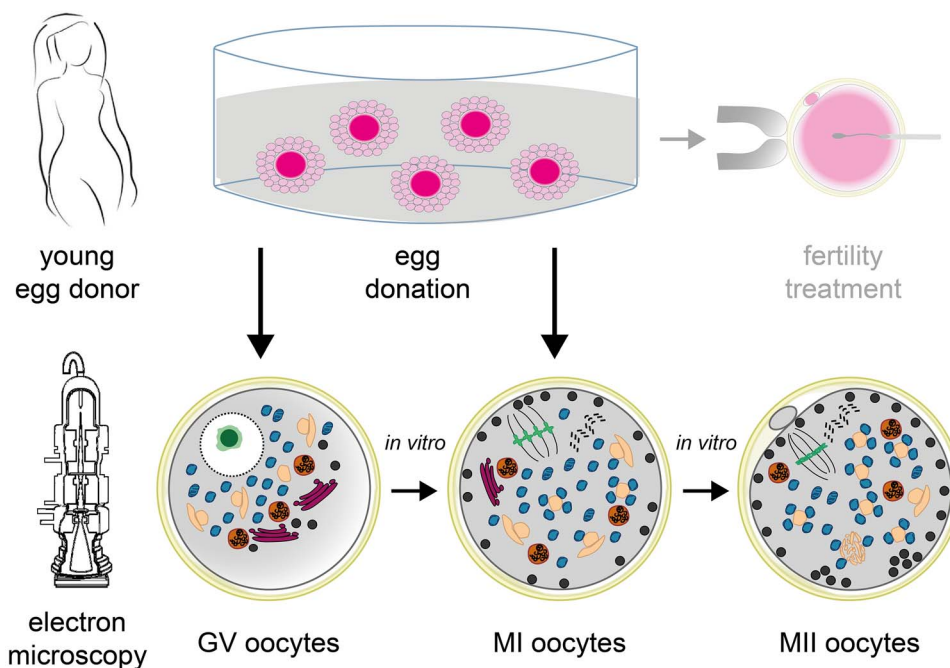 young
egg donor
egg
donation
fertility
treatment
in vitro
in vitro
electron
microscopy
GV oocytes
MI oocytes
MII oocytes